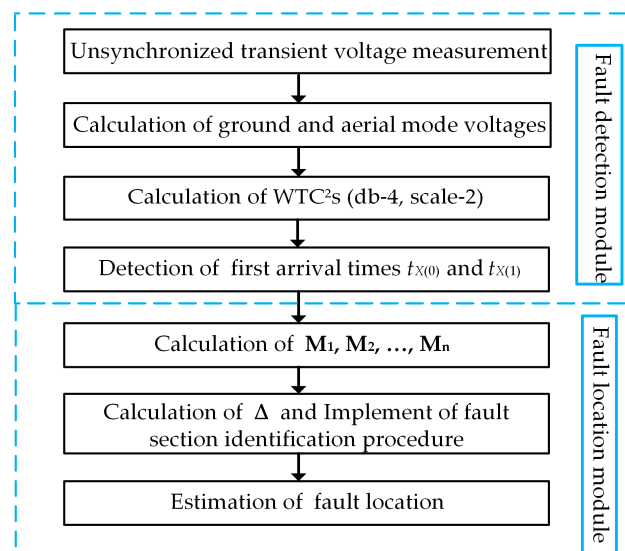 Unsynchronized transient voltage measurement
Calculation of ground and aerial mode voltages
Calculation of WTC²s (db-4, scale-2)
Detection of first arrival times tX(0) and tX(1)
Fault detection module
Calculation of M1, M2, …, Mn
Calculation of Δ and Implement of fault
section identification procedure
Estimation of fault location
Fault location module